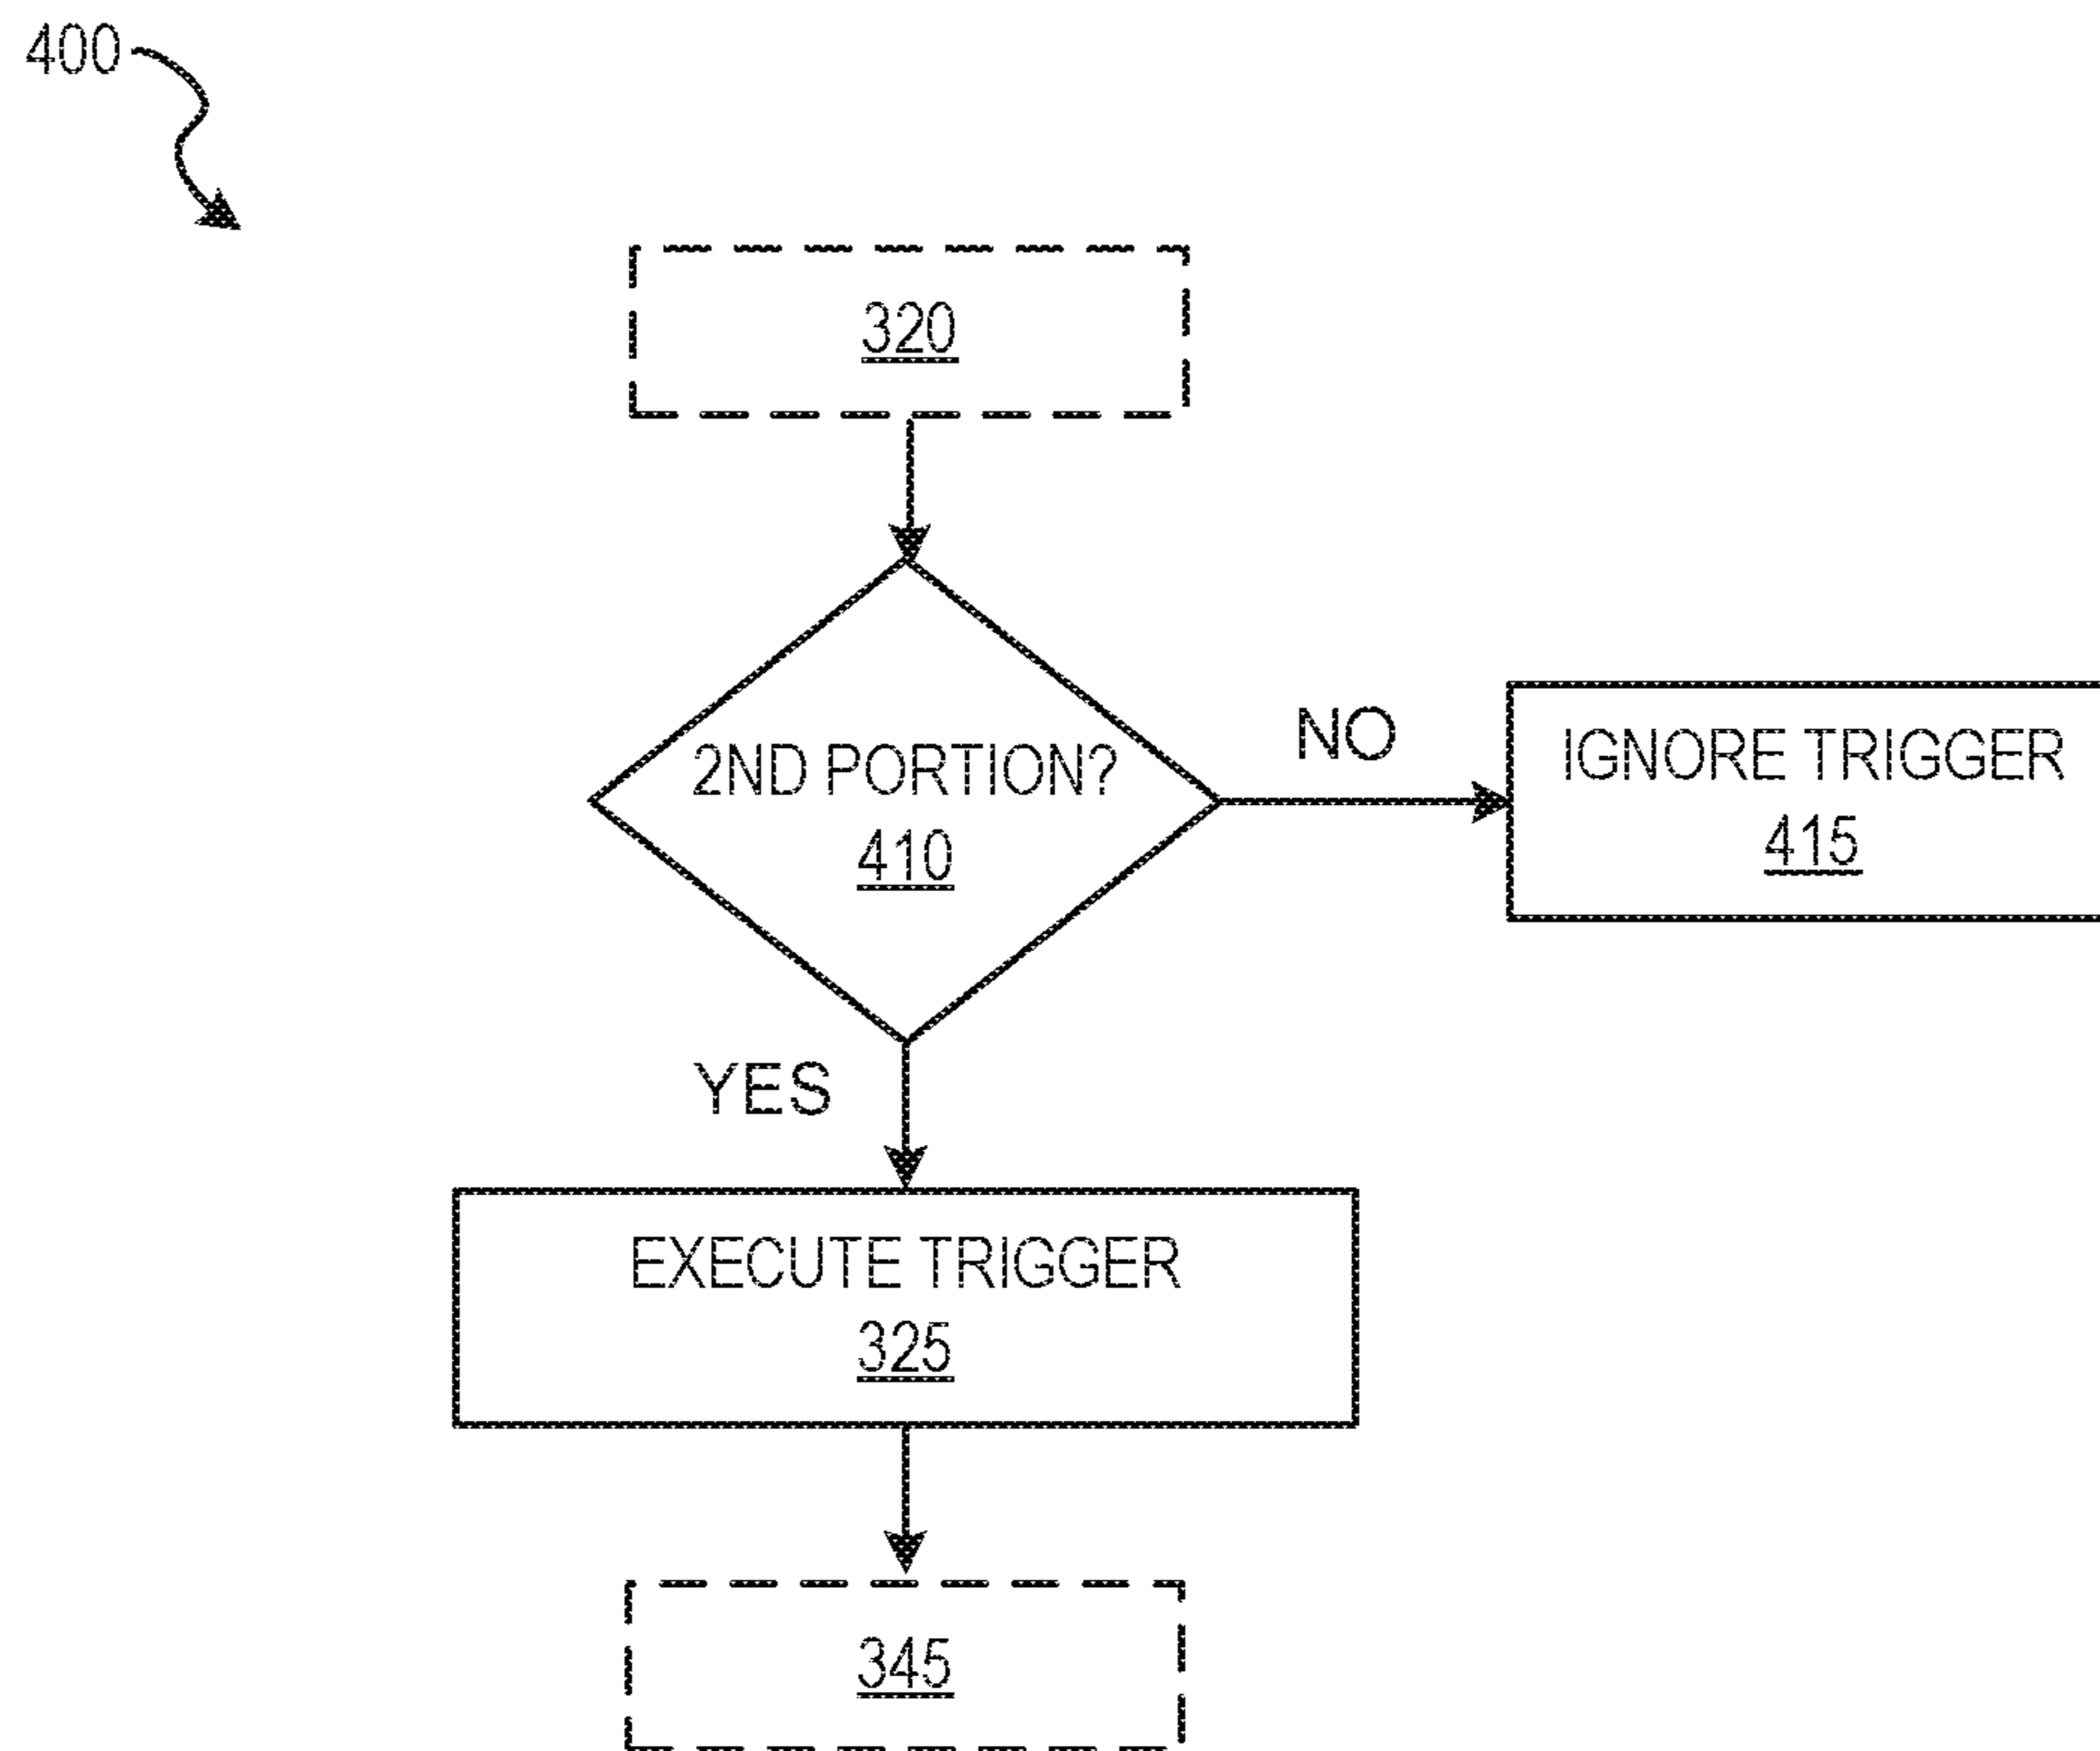 400
320
2ND PORTION?
410
NO
IGNORE TRIGGER
415
YES
EXECUTE TRIGGER
325
345